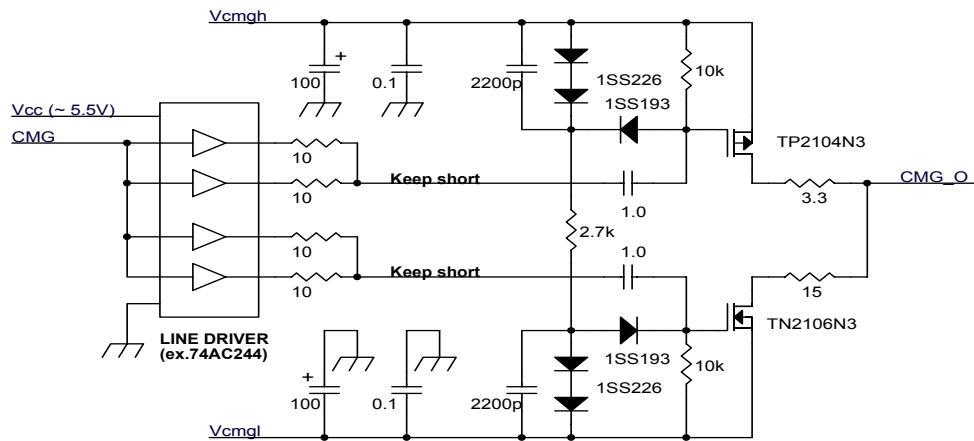 Vcmgh
+
100
0.1
2200p
1SS226
1SS193
10k
TP2104N3
Vcc (~ 5.5V)
CMG
10
10
Keep short
1.0
3.3
CMG_O
2.7k
10
10
Keep short
1.0
15
TN2106N3
LINE DRIVER
(ex.74AC244)
1SS193
1SS226
10k
+
100
0.1
2200p
Vcmgl